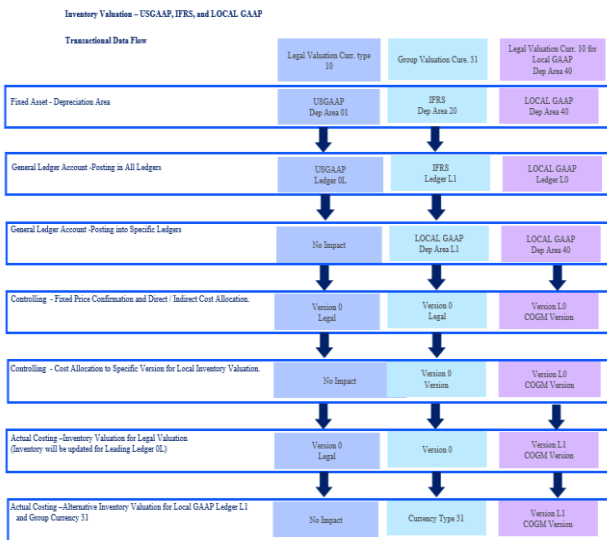 Inventory Valuation – USGAAP, IFRS, and LOCAL GAAP
Transactional Data Flow
Legal Valuation Curr. type
10
Group Valuation Cure. 31
Legal Valuation Curr. 10 for
Local GAAP
Dep Area 40
Fixed Asset - Depreciation Area
USGAAP
Dep Area 01
IFRS
Dep Area 20
LOCAL GAAP
Dep Area 40
General Ledger Account -Posting in All Ledgers
USGAAP
Ledger 0L
IFRS
Ledger L1
LOCAL GAAP
Ledger L0
General Ledger Account -Posting into Specific Ledgers
No Impact
LOCAL GAAP
Dep Area L1
LOCAL GAAP
Dep Area 40
Controlling - Fixed Price Confirmation and Direct / Indirect Cost Allocation.
Version 0
Legal
Version 0
Legal
Version L0
COGM Version
Controlling - Cost Allocation to Specific Version for Local Inventory Valuation.
No Impact
Version 0
Version
Version L0
COGM Version
Actual Costing –Inventory Valuation for Legal Valuation
(Inventory will be updated for Leading Ledger 0L)
Version 0
Legal
Version 0
Version L1
COGM Version
Actual Costing –Alternative Inventory Valuation for Local GAAP Ledger L1
and Group Currency 31
No Impact
Currency Type 31
Version L1
COGM Version